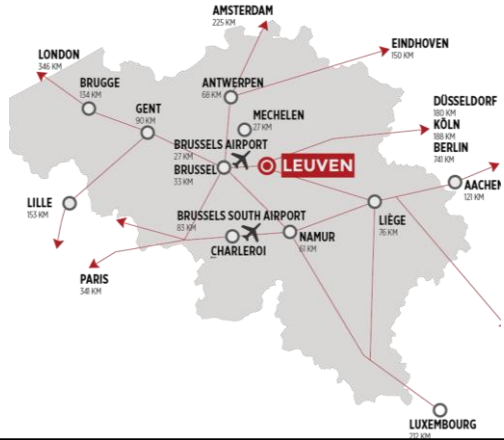 AMSTERDAM
225 KM
EINDHOVEN
150 KM
LONDON
346 KM
BRUGGE
134 KM
ANTWERPEN
68 KM
GENT
90 KM
MECHELEN
27 KM
DÜSSELDORF
180 KM
KÖLN
188 KM
BERLIN
741 KM
BRUSSELS AIRPORT
27 KM
BRUSSEL
33 KM
LEUVEN
AACHEN
121 KM
LILLE
153 KM
BRUSSELS SOUTH AIRPORT
83 KM
LIÈGE
76 KM
NAMUR
61 KM
CHARLEROI
PARIS
341 KM
LUXEMBOURG
212 KM